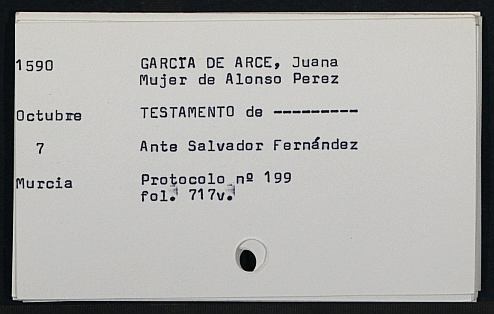 1590 GARCÍA DE ARCE, Juana
Mujer de Alonso Perez
Octubre TESTAMENTO de ---------
7 Ante Salvador Fernández
Murcia Protocolo nº 199
fol. 717v.